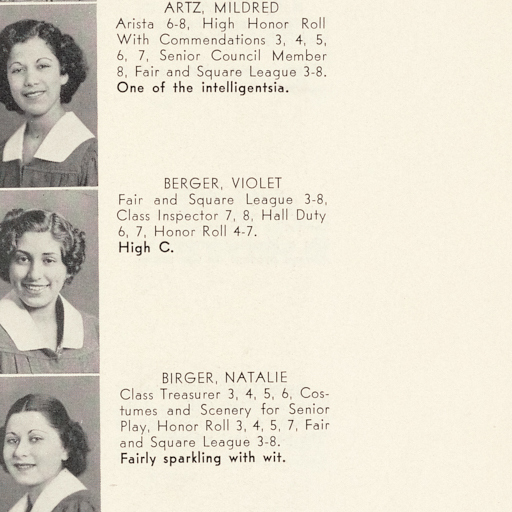 ARTZ, MILDRED
Arista 6-8, High Honor Roll
With Commendations 3, 4, 5,
6, 7, Senior Council Member
8, Fair and Square League 3-8.
One of the intelligentsia.
BERGER, VIOLET
Fair and Square League 3-8,
Class Inspector 7, 8, Hall Duty
6, 7, Honor Roll 4-7.
High C.
BIRGER, NATALIE
Class Treasurer 3, 4, 5, 6, Cos-
tumes and Scenery for Senior
Play, Honor Roll 3, 4, 5, 7, Fair
and Square League 3-8.
Fairly sparkling with wit.